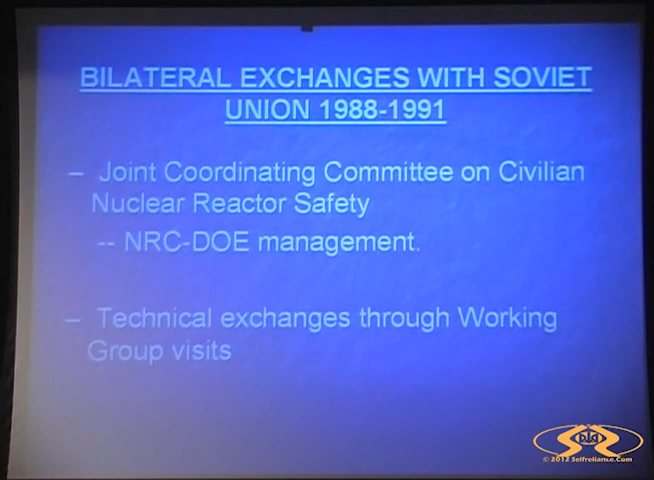 BILATERAL EXCHANGES WITH SOVIET
UNION 1988-1991
– Joint Coordinating Committee on Civilian
Nuclear Reactor Safety
-- NRC-DOE management.
– Technical exchanges through Working
Group visits
© 2012 Selfreliance.Com